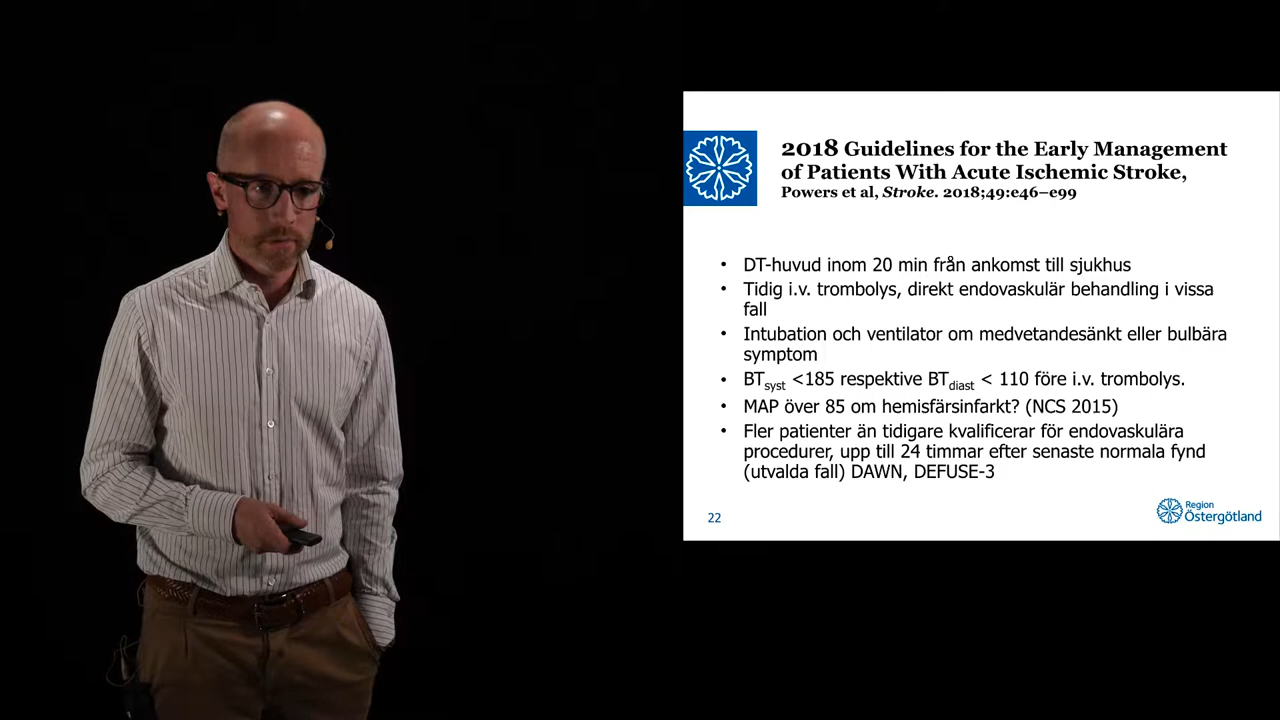 2018 Guidelines for the Early Management
of Patients With Acute Ischemic Stroke,
Powers et al, Stroke. 2018;49:e46–e99
• DT-huvud inom 20 min från ankomst till sjukhus
• Tidig i.v. trombolys, direkt endovaskulär behandling i vissa
fall
• Intubation och ventilator om medvetandesänkt eller bulbära
symptom
• BTsyst <185 respektive BTdiast < 110 före i.v. trombolys.
• MAP över 85 om hemisfärsinfarkt? (NCS 2015)
• Fler patienter än tidigare kvalificerar för endovaskulära
procedurer, upp till 24 timmar efter senaste normala fynd
(utvalda fall) DAWN, DEFUSE-3
22
Region
Östergötland